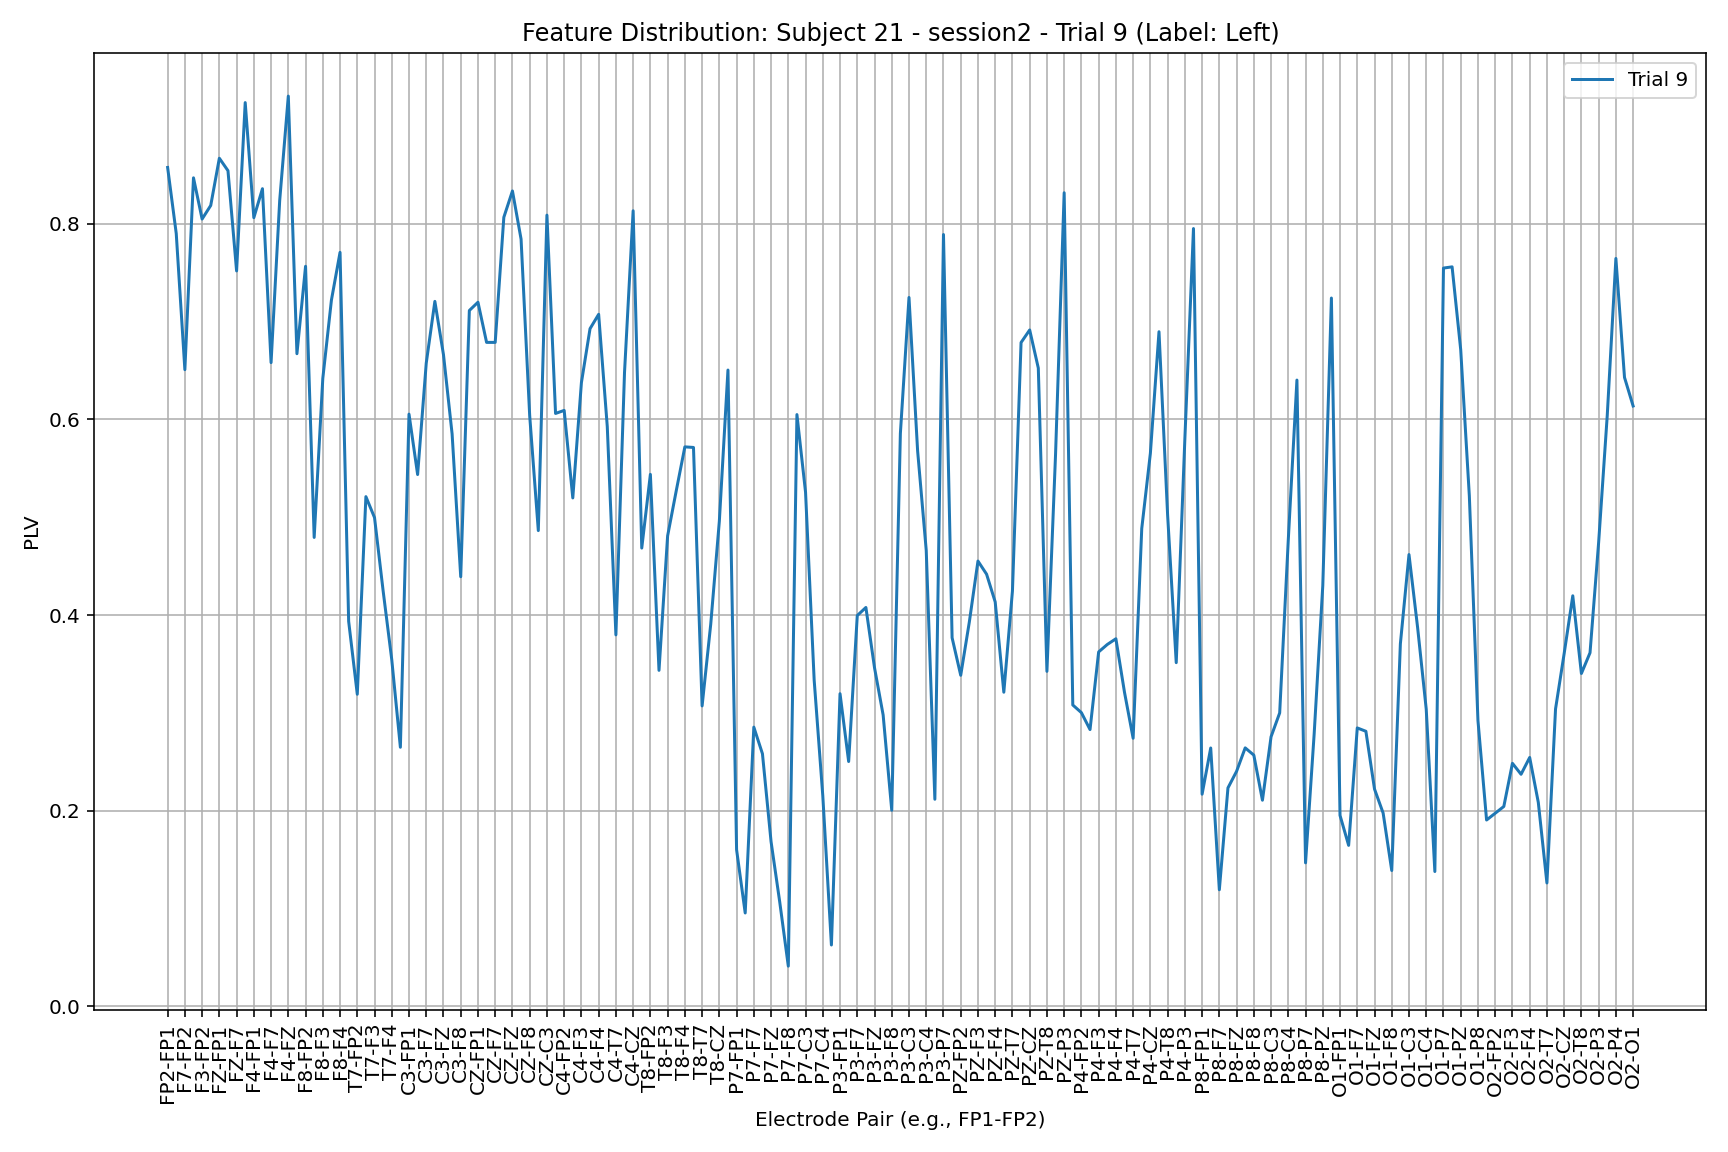 Feature Distribution: Subject 21 - session2 - Trial 9 (Label: Left)
Trial 9
PLV
0.8
0.6
0.4
0.2
0.0
FP2-FP1
F7-FP2
F3-FP2
FZ-FP1
FZ-F7
F4-FP1
F4-F7
F4-FZ
F8-FP2
F8-F3
F8-F4
T7-FP2
T7-F3
T7-F4
C3-FP1
C3-F7
C3-FZ
C3-F8
CZ-FP1
CZ-F7
CZ-FZ
CZ-F8
CZ-C3
C4-FP2
C4-F3
C4-F4
C4-T7
C4-CZ
T8-FP2
T8-F3
T8-F4
T8-T7
T8-CZ
P7-FP1
P7-F7
P7-FZ
P7-F8
P7-C3
P7-C4
P3-FP1
P3-F7
P3-FZ
P3-F8
P3-C3
P3-C4
P3-P7
PZ-FP2
PZ-F3
PZ-F4
PZ-T7
PZ-CZ
PZ-T8
PZ-P3
P4-FP2
P4-F3
P4-F4
P4-T7
P4-CZ
P4-T8
P4-P3
P8-FP1
P8-F7
P8-FZ
P8-F8
P8-C3
P8-C4
P8-P7
P8-PZ
O1-FP1
O1-F7
O1-FZ
O1-F8
O1-C3
O1-C4
O1-P7
O1-PZ
O1-P8
O2-FP2
O2-F3
O2-F4
O2-T7
O2-CZ
O2-T8
O2-P3
O2-P4
O2-O1
Electrode Pair (e.g., FP1-FP2)